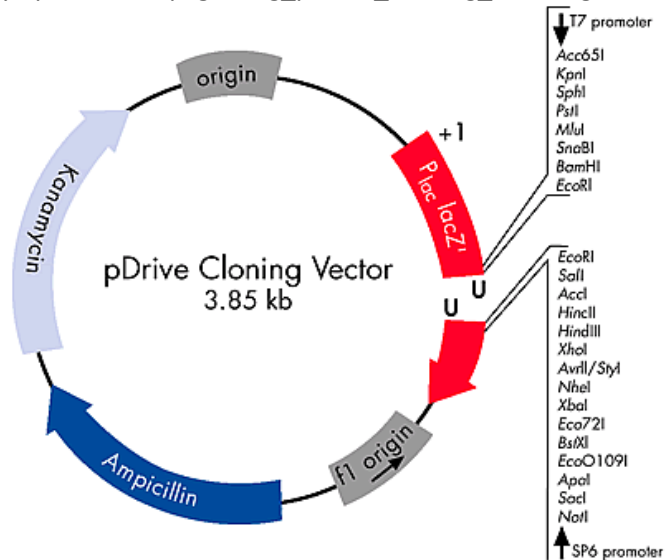 T7 promoter
Acc65I
KpnI
SphI
PstI
MluI
SnaBI
BamHI
EcoRI
origin
+1
Plac lacZ'
Kanamycin
pDrive Cloning Vector
3.85 kb
U
U
EcoRI
SalI
AccI
HincII
HindIII
XhoI
AvrII/StyI
NheI
XbaI
Eco72I
BstXI
EcoO109I
ApaI
SacI
NotI
SP6 promoter
f1 origin
Ampicillin